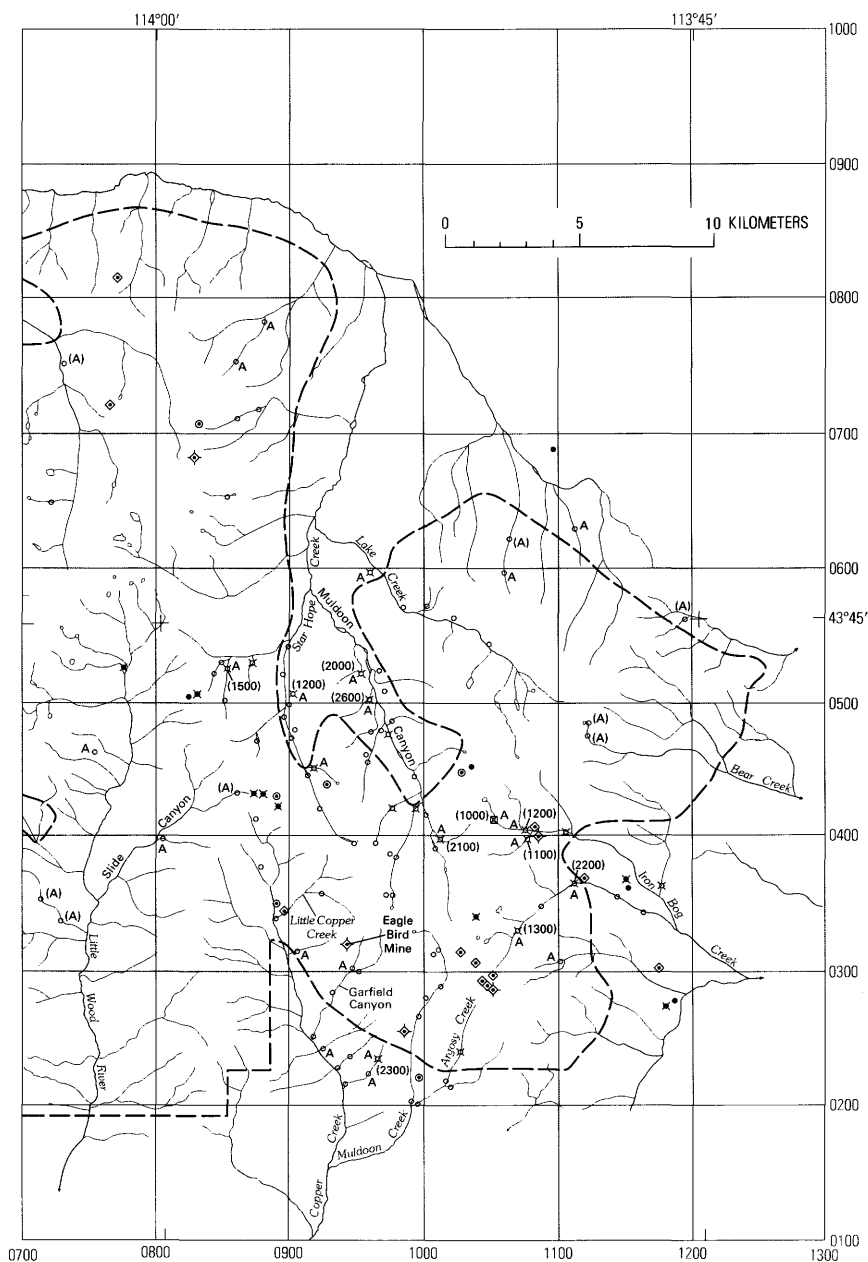 114°00'
113°45'
1000
0900
0 5 10 KILOMETERS
A
0800
A
(A)
0700
A
(A)
Lake
Creek
A
A
0600
Creek
(A)
43°45'
Muldoon
Star Hope
(2000)
A
A
(1500)
(1200)
A
(2600)
A
0500
(A)
(A)
A
Canyon
Bear Creek
A
(A)
Canyon
(1000)
A
(1200)
A
0400
A
A
(2100)
A
(1100)
Slide
(2200)
A
Iron
Bog
(A)
Little Copper
Creek
Eagle
Bird
Mine
(A)
Little
(1300)
A
Creek
A
A
A
0300
Wood
Garfield
Canyon
Argosy Creek
A
A
(2300)
A
River
0200
Creek
Creek
Muldoon
Copper
0100
0700 0800 0900 1000 1100 1200 1300